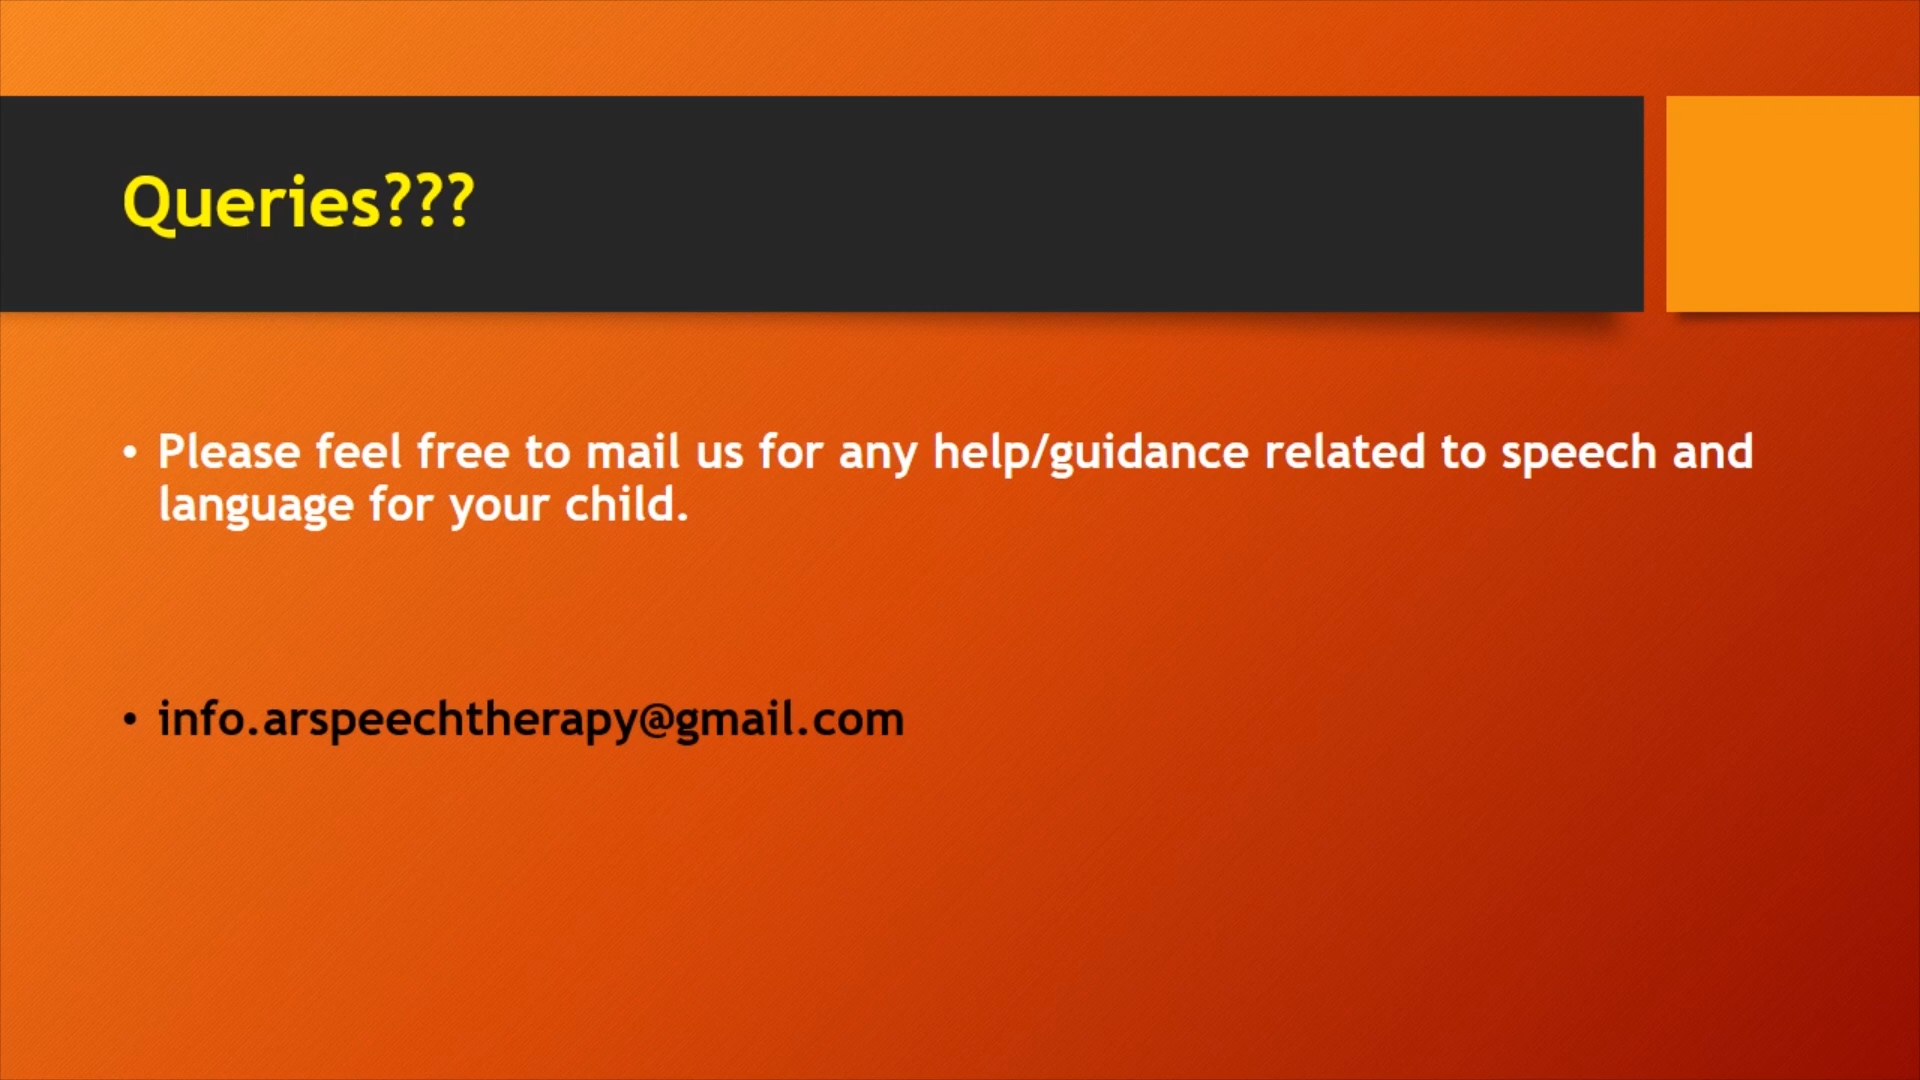 Queries???
• Please feel free to mail us for any help/guidance related to speech and
language for your child.
• info.arspeechtherapy@gmail.com